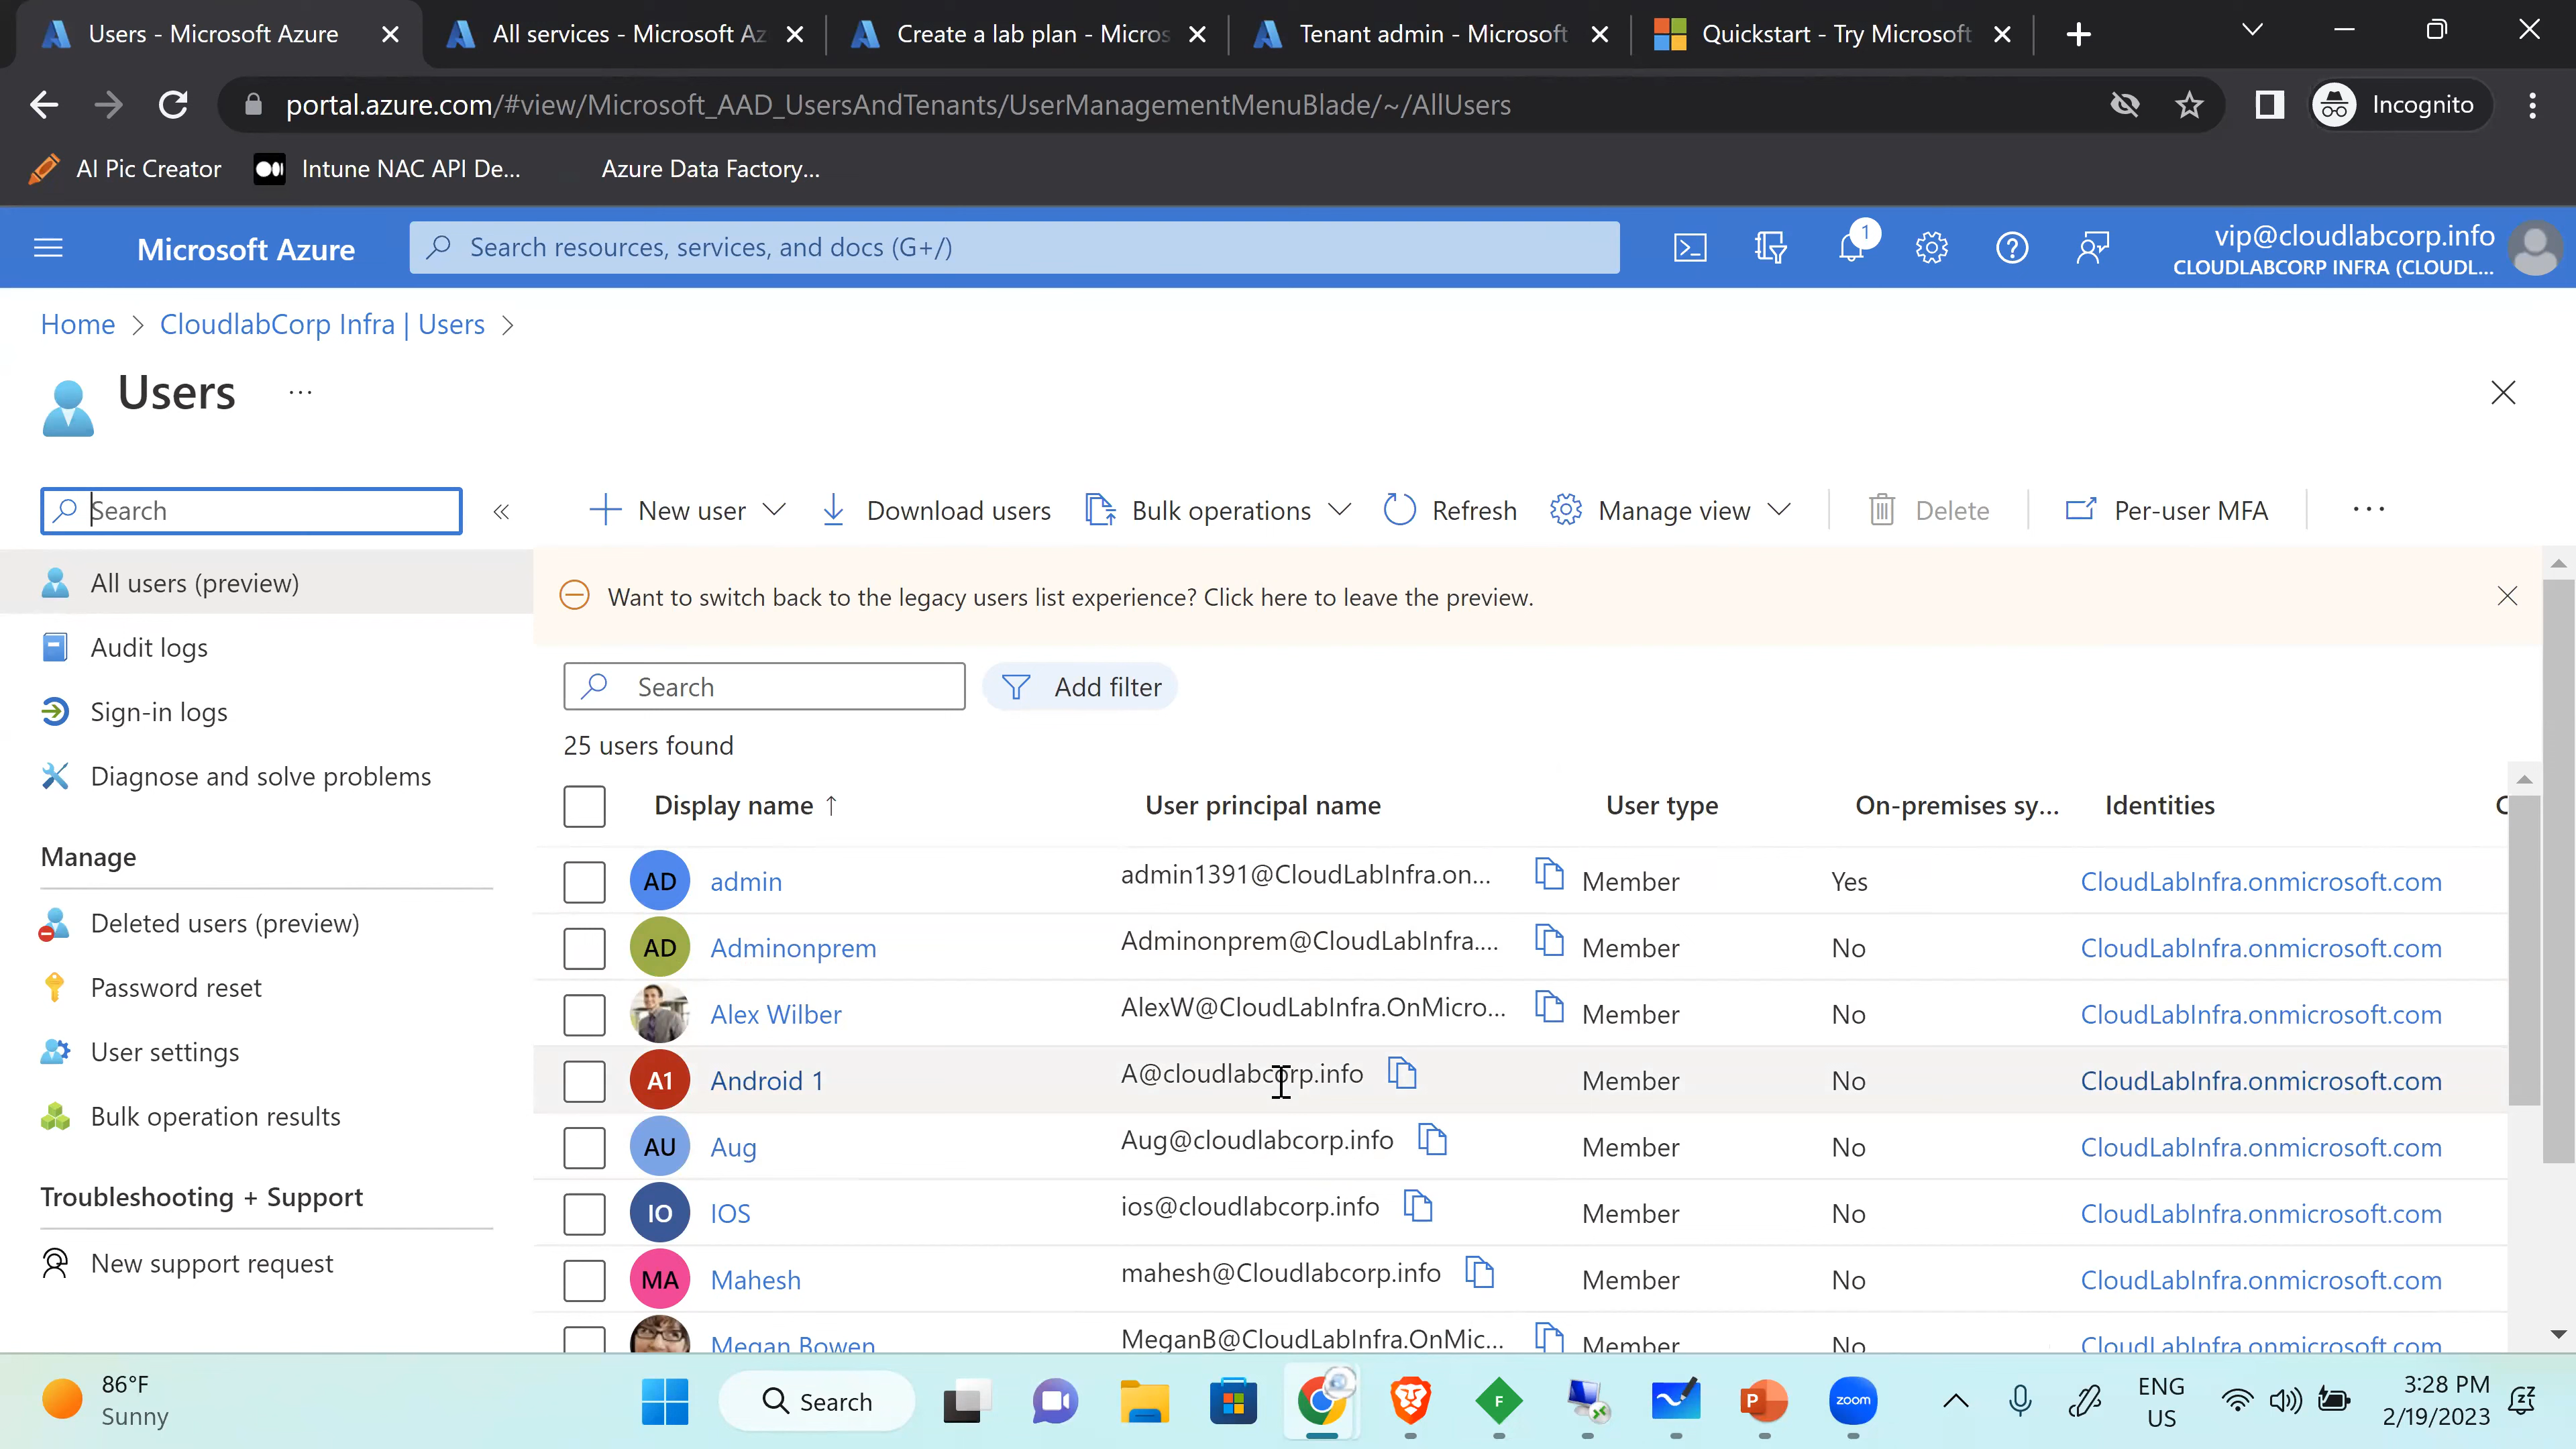 Users - Microsoft Azure
All services - Microsoft Az
Create a lab plan - Micros
Tenant admin - Microsoft
Quickstart - Try Microsoft
portal.azure.com/#view/Microsoft_AAD_UsersAndTenants/UserManagementMenuBlade/~/AllUsers
Incognito
AI Pic Creator
Intune NAC API De...
Azure Data Factory...
Microsoft Azure
Search resources, services, and docs (G+/)
1
vip@cloudlabcorp.info
CLOUDLABCORP INFRA (CLOUDL...
Home > CloudlabCorp Infra | Users >
Users ...
Search
New user
Download users
Bulk operations
Refresh
Manage view
Delete
Per-user MFA
...
All users (preview)
Audit logs
Sign-in logs
Diagnose and solve problems
Manage
Deleted users (preview)
Password reset
User settings
Bulk operation results
Troubleshooting + Support
New support request
Want to switch back to the legacy users list experience? Click here to leave the preview.
Search
Add filter
25 users found
Display name ↑ User principal name User type On-premises sy... Identities
AD admin admin1391@CloudLabInfra.on... Member Yes CloudLabInfra.onmicrosoft.com
AD Adminonprem Adminonprem@CloudLabInfra.... Member No CloudLabInfra.onmicrosoft.com
Alex Wilber AlexW@CloudLabInfra.OnMicro... Member No CloudLabInfra.onmicrosoft.com
A1 Android 1 A@cloudlabcorp.info Member No CloudLabInfra.onmicrosoft.com
AU Aug Aug@cloudlabcorp.info Member No CloudLabInfra.onmicrosoft.com
IO IOS ios@cloudlabcorp.info Member No CloudLabInfra.onmicrosoft.com
MA Mahesh mahesh@Cloudlabcorp.info Member No CloudLabInfra.onmicrosoft.com
Megan Bowen MeganB@CloudLabInfra.OnMic... Member No CloudLabInfra.onmicrosoft.com
86°F
Sunny
Search
F
P
zoom
ENG
US
3:28 PM
2/19/2023